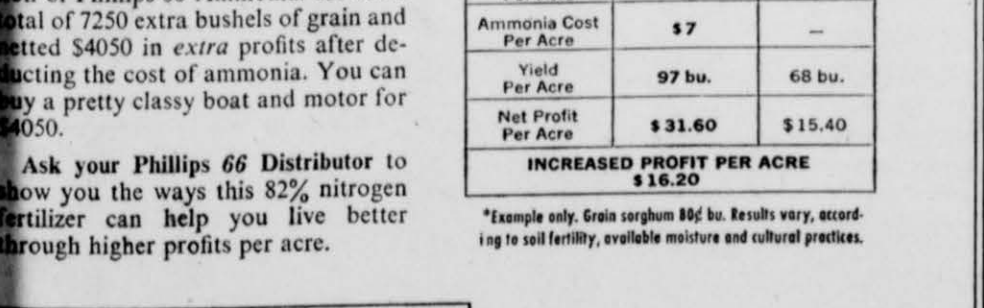 total of 7250 extra bushels of grain and
netted $4050 in extra profits after de-
ducting the cost of ammonia. You can
buy a pretty classy boat and motor for
$4050.
Ask your Phillips 66 Distributor to
show you the ways this 82% nitrogen
fertilizer can help you live better
through higher profits per acre.
Ammonia Cost
Per Acre
$7
—
Yield
Per Acre
97 bu.
68 bu.
Net Profit
Per Acre
$31.60
$15.40
INCREASED PROFIT PER ACRE
$16.20
*Example only. Grain sorghum 80¢ bu. Results vary, accord-
ing to soil fertility, available moisture and cultural practices.